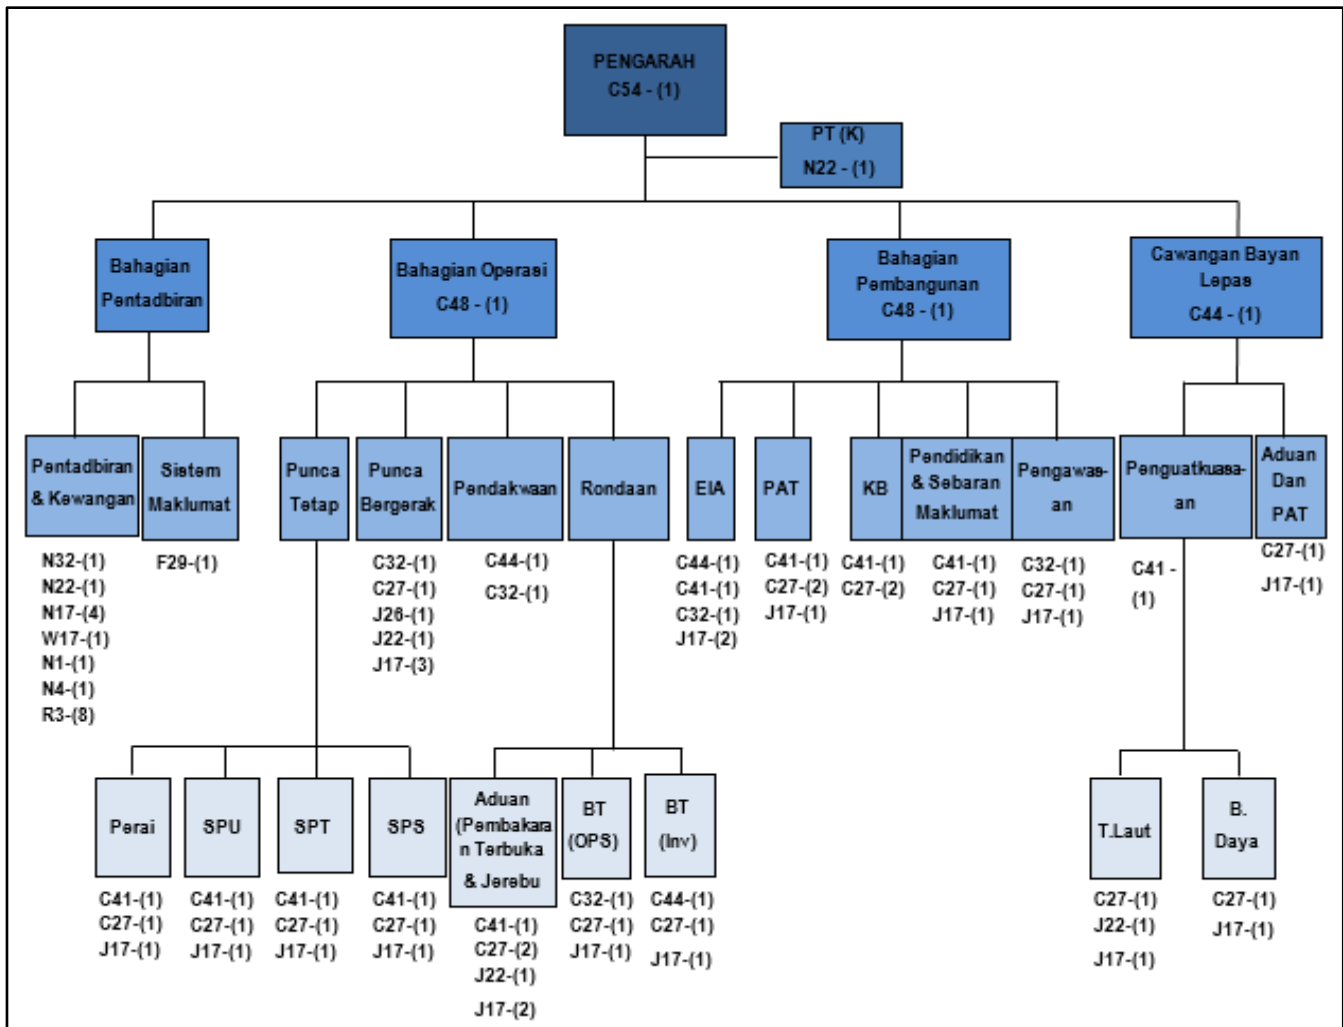 PENGARAH
C54 - (1)
PT (K)
N22 - (1)
Bahagian
Pentadbiran
Bahagian Operasi
C48 - (1)
Bahagian
Pembangunan
C48 - (1)
Cawangan Bayan
Lepas
C44 - (1)
Pentadbiran
& Kewangan
Sistem
Maklumat
Punca
Tetap
Punca
Bergerak
Pendakwaan
Rondaan
EIA
PAT
KB
Pendidikan
& Sebaran
Maklumat
Pengawas-
an
Penguatkuasa-
an
Aduan
Dan
PAT
N32-(1)
N22-(1)
N17-(4)
W17-(1)
N1-(1)
N4-(1)
R3-(8)
F29-(1)
C32-(1)
C27-(1)
J26-(1)
J22-(1)
J17-(3)
C44-(1)
C32-(1)
C44-(1)
C41-(1)
C32-(1)
J17-(2)
C41-(1)
C27-(2)
J17-(1)
C41-(1)
C27-(2)
C41-(1)
C27-(1)
J17-(1)
C32-(1)
C27-(1)
J17-(1)
C41 -
(1)
C27-(1)
J17-(1)
Perai
SPU
SPT
SPS
Aduan
(Pembakara
n Terbuka
& Jerebu
BT
(OPS)
BT
(Inv)
T.Laut
B.
Daya
C41-(1)
C27-(1)
J17-(1)
C41-(1)
C27-(1)
J17-(1)
C41-(1)
C27-(1)
J17-(1)
C41-(1)
C27-(1)
J17-(1)
C41-(1)
C27-(2)
J22-(1)
J17-(2)
C32-(1)
C27-(1)
J17-(1)
C44-(1)
C27-(1)
J17-(1)
C27-(1)
J22-(1)
J17-(1)
C27-(1)
J17-(1)